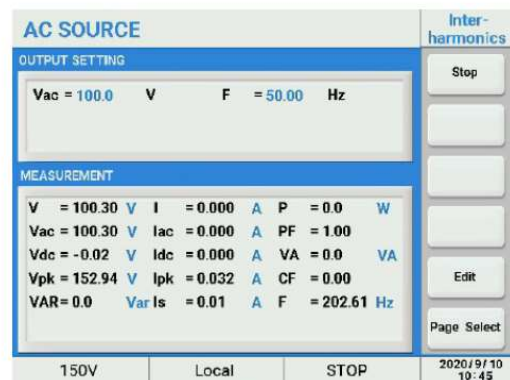 AC SOURCE
Inter-
harmonics
OUTPUT SETTING
Vac = 100.0 V F = 50.00 Hz
Stop
MEASUREMENT
V = 100.30 V I = 0.000 A P = 0.0 W
Vac = 100.30 V Iac = 0.000 A PF = 1.00
Vdc = -0.02 V Idc = 0.000 A VA = 0.0 VA
Vpk = 152.94 V Ipk = 0.032 A CF = 0.00
VAR= 0.0 Var Is = 0.01 A F = 202.61 Hz
Edit
Page Select
150V Local STOP
2020/9/10
10:45